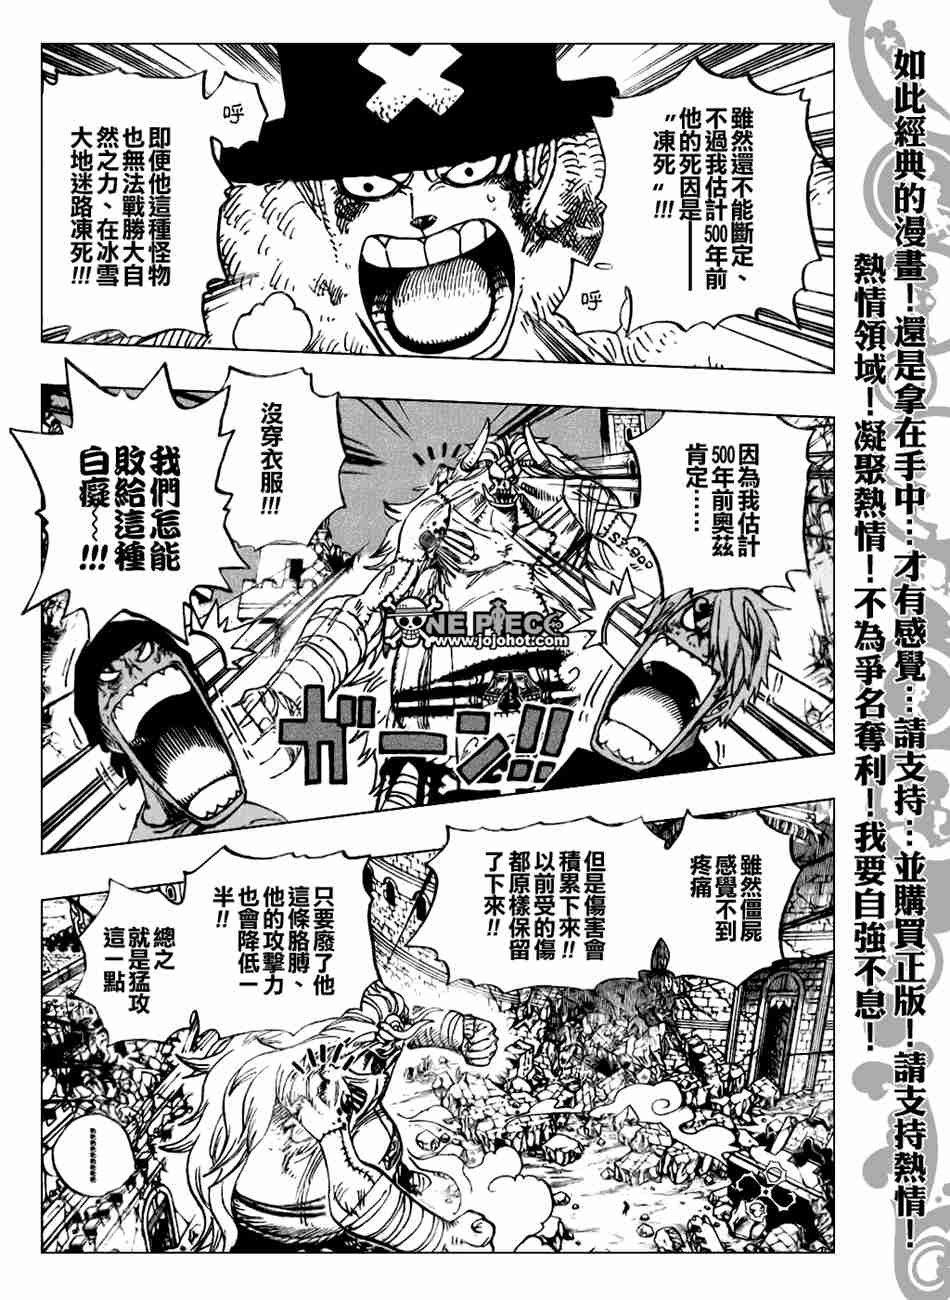 雖然還不能斷定、
不過我估計500年前
他的死因是——
"凍死"!!!
呼
呼
即便他這種怪物
也無法戰勝大自
然之力、在冰雪
大地迷路凍死!!!
因為我估計
500年前奧茲
肯定……
沒穿衣服!!!
我們怎能
敗給這種
白癡～～!!!
ONE PIECE
www.jojohot.com
ガーン!!
雖然僵屍
感覺不到
疼痛
但是傷害會
積累下來!!
以前受的傷
都原樣保留
了下來!!
只要廢了他
這條胳膊、
他的攻擊力
也會降低一
半!!
總之
就是猛攻
這一點
如此經典的漫畫！還是拿在手中…才有感覺…請支持…並購買正版！請支持熱情！
熱情領域！凝聚熱情！不為爭名奪利！我要自強不息！